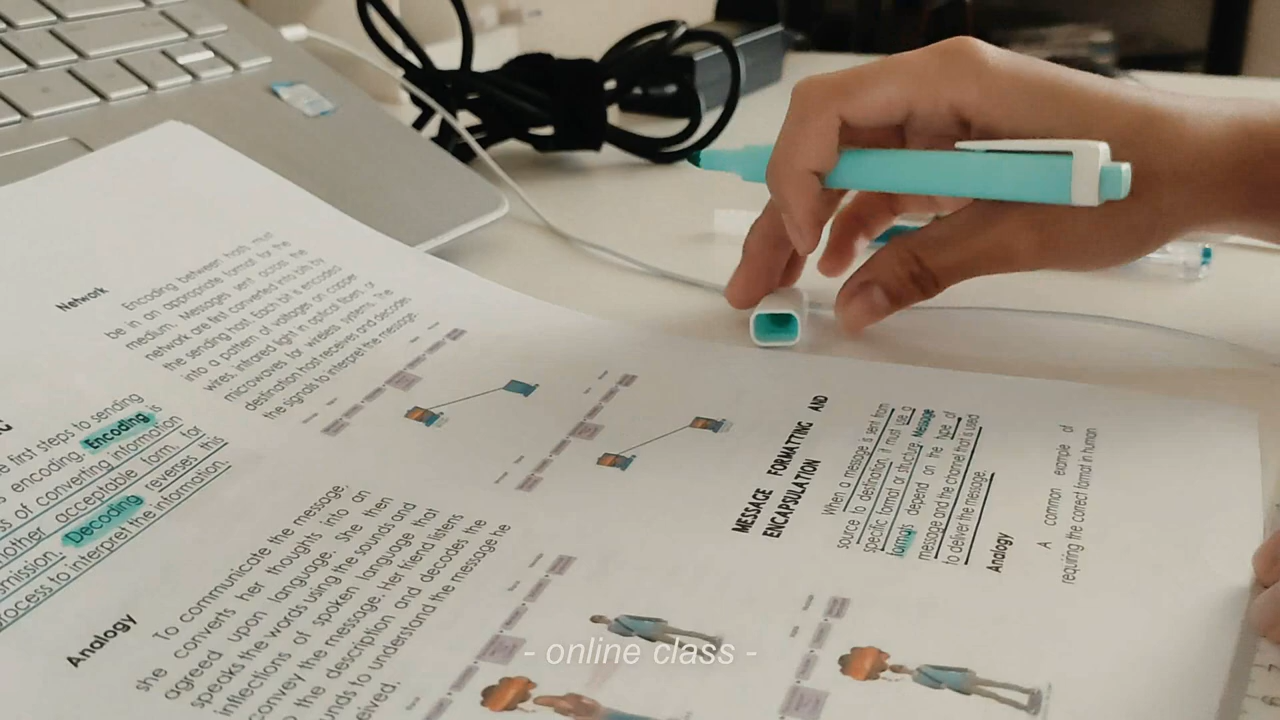 Network
Encoding between hosts must
be in an appropriate format for the
medium. Messages sent across the
network are first converted into bits by
the sending host. Each bit is encoded
into a pattern of voltages on copper
wires, infrared light in optical fibers, or
microwaves for wireless systems. The
destination host receives and decodes
the signals to interpret the message.
e first steps to sending
encoding. Encoding is
of converting information
another acceptable form, for
mission. Decoding reverses this
process to interpret the information.
Analogy
To communicate the message,
she converts her thoughts into an
agreed upon language. She then
speaks the words using the sounds and
inflections of spoken language that
convey the message. Her friend listens
the description and decodes the
unds to understand the message he
eived.
MESSAGE FORMATTING AND
ENCAPSULATION
When a message is sent from
source to destination, it must use a
specific format or structure. Message
formats depend on the type of
message and the channel that is used
to deliver the message.
Analogy
A common example of
requiring the correct format in human
- online class -